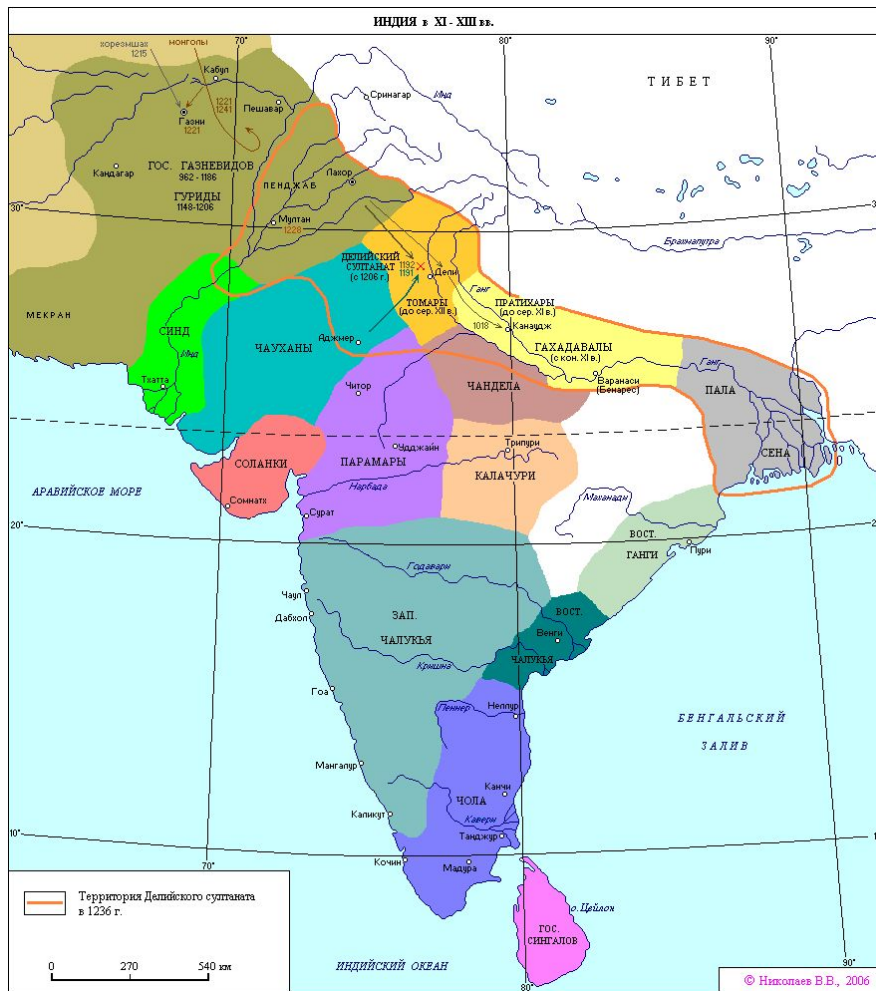 ИНДИЯ в XI - XIII вв.
70°
80°
90°
хорезмшах
1215
монголы
Кабул
1221
1241
Пешавар
Газни
1221
Сринагар
Инд
ТИБЕТ
Кандагар
ГОС. ГАЗНЕВИДОВ
962 - 1186
ГУРИДЫ
1148-1206
ПЕНДЖАБ
Лахор
30°
30°
Мултан
1228
Брахмапутра
ДЕЛИЙСКИЙ
СУЛТАНАТ
(с 1206 г.)
1192
1191
Дели
Ганг
ТОМАРЫ
(до сер. XII в.)
ПРАТИХАРЫ
(до сер. XI в.)
1018
Канаудж
МЕКРАН
СИНД
Инд
ЧАУХАНЫ
Аджмер
ГАХАДАВАЛЫ
(с кон. XI в.)
Ганг
Тхатта
Читор
ЧАНДЕЛА
Варанаси
(Бенарес)
ПАЛА
СОЛАНКИ
Удджайн
ПАРАМАРЫ
Трипури
КАЛАЧУРИ
СЕНА
АРАВИЙСКОЕ МОРЕ
Сомнатх
Нарбада
Сурат
Маханади
20°
20°
ВОСТ.
ГАНГИ
Пури
Годавари
Чаул
Дабхол
ЗАП.
ЧАЛУКЬЯ
ВОСТ.
Венги
ЧАЛУКЬЯ
Кришна
Гоа
Пеннер
Неллур
БЕНГАЛЬСКИЙ
ЗАЛИВ
Мангалур
Канчи
ЧОЛА
Каликут
Кавери
Танджур
10°
10°
70°
Кочин
Мадура
Территория Делийского султаната
в 1236 г.
о. Цейлон
ГОС.
СИНГАЛОВ
0 270 540 км
ИНДИЙСКИЙ ОКЕАН
80°
90°
© Николаев В.В., 2006